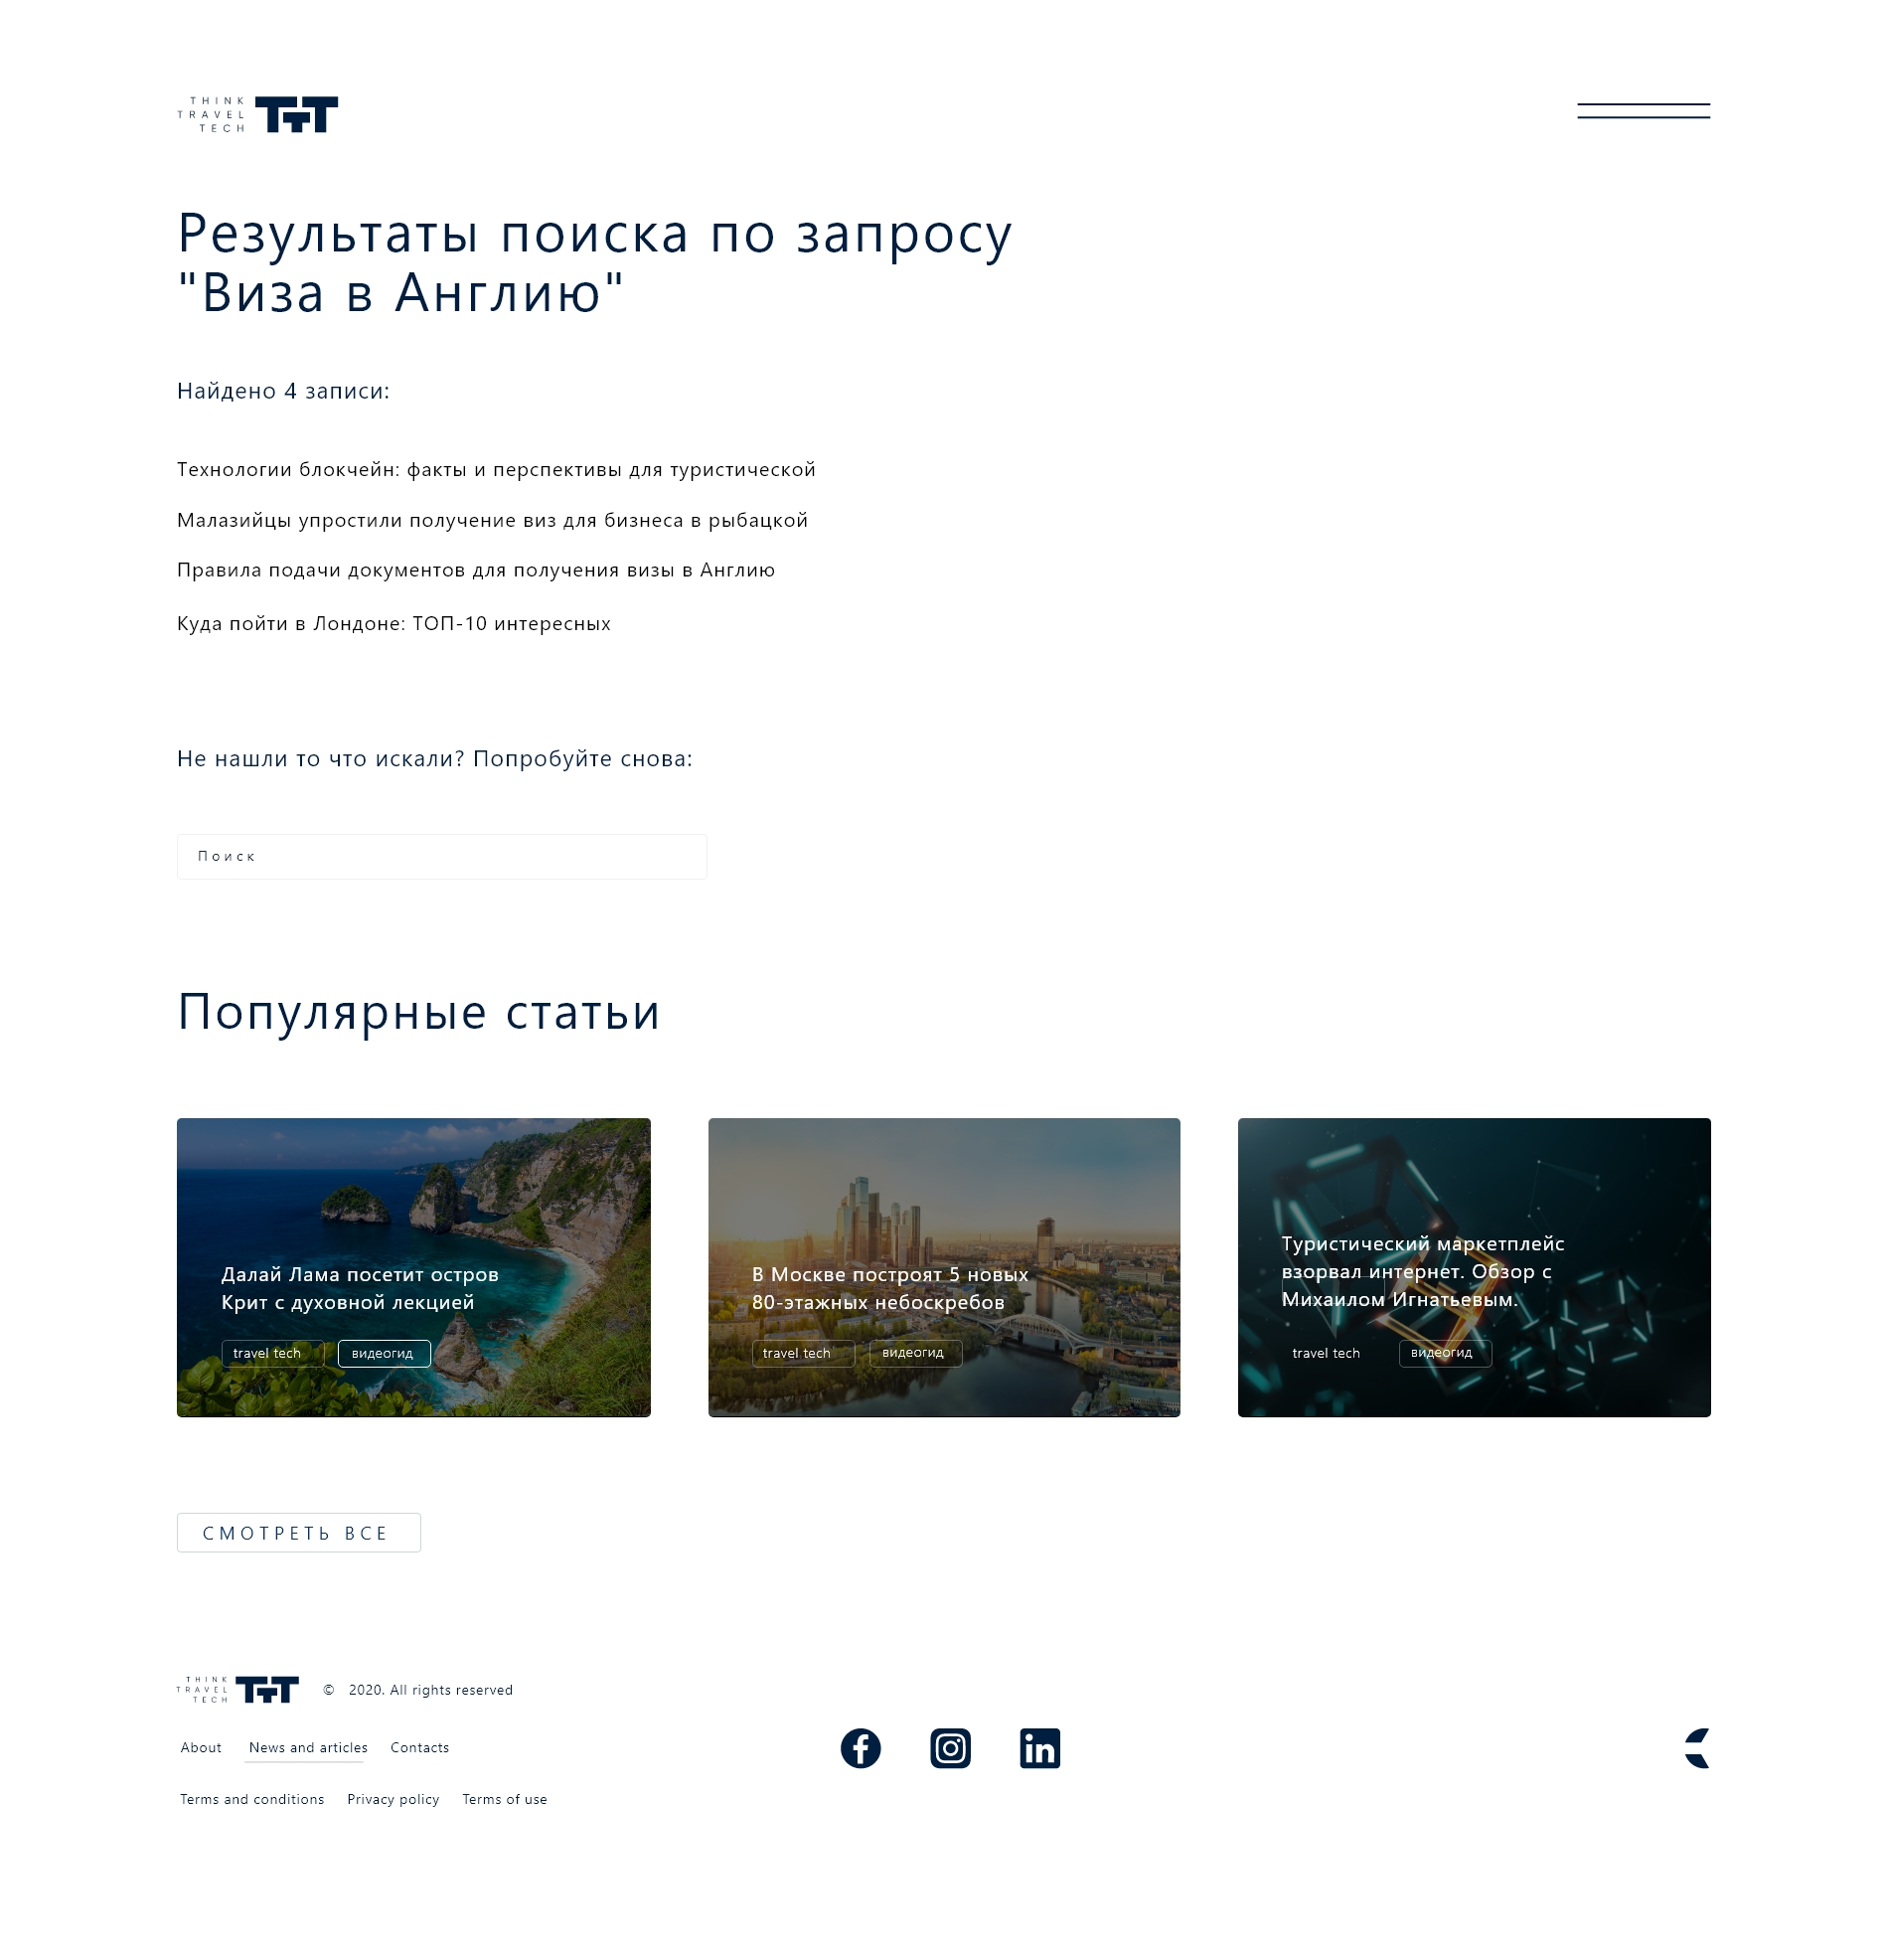 THINK
TRAVEL
TECH
TTT
Результаты поиска по запросу
"Виза в Англию"
Найдено 4 записи:
Технологии блокчейн: факты и перспективы для туристической
Малазийцы упростили получение виз для бизнеса в рыбацкой
Правила подачи документов для получения визы в Англию
Куда пойти в Лондоне: ТОП-10 интересных
Не нашли то что искали? Попробуйте снова:
Поиск
Популярные статьи
Далай Лама посетит остров
Крит с духовной лекцией
travel tech видеогид
В Москве построят 5 новых
80-этажных небоскребов
travel tech видеогид
Туристический маркетплейс
взорвал интернет. Обзор с
Михаилом Игнатьевым.
travel tech видеогид
СМОТРЕТЬ ВСЕ
THINK
TRAVEL
TECH
TTT
© 2020. All rights reserved
About News and articles Contacts
Terms and conditions Privacy policy Terms of use